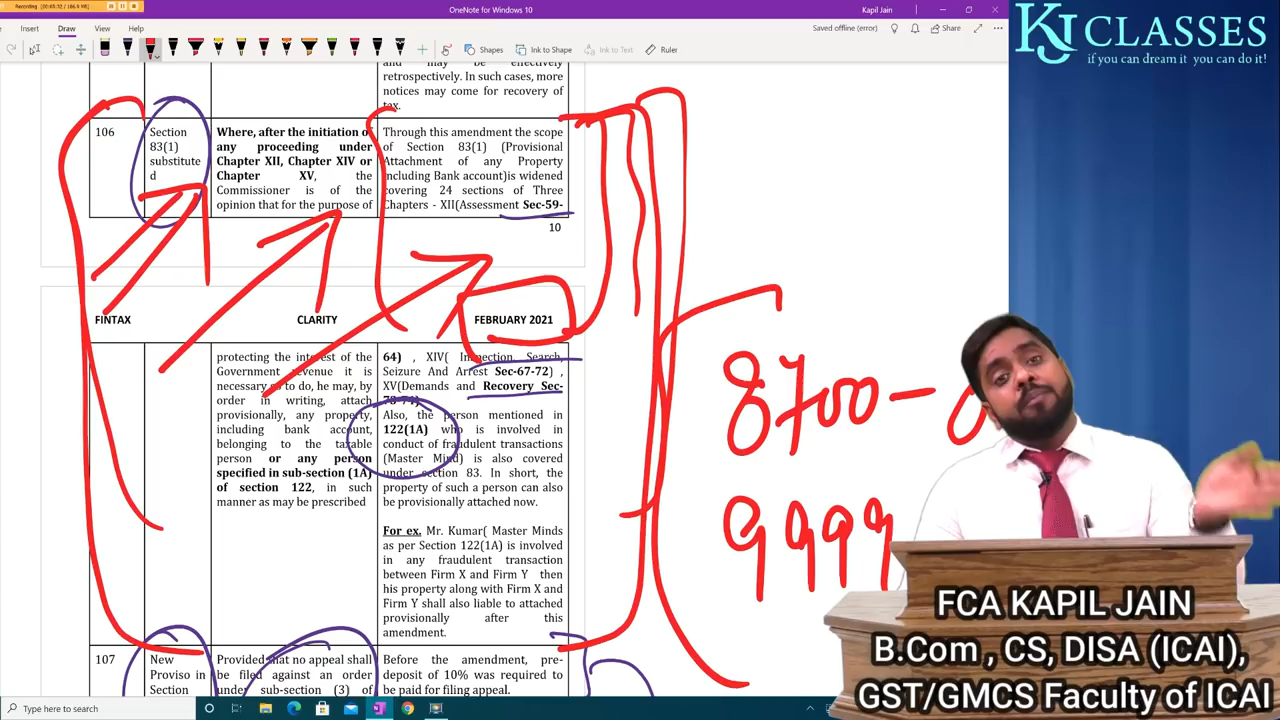 Recording [00:05:32 / 166.9 MB]
OneNote for Windows 10
Kapil Jain
Insert Draw View Help
Saved offline (error)
Share
Shapes Ink to Shape Ink to Text Ink to Math Ruler
KJ CLASSES
if you can dream it you can do it!
and may be effectively
retrospectively. In such cases, more
notices may come for recovery of
tax.
106
Section
83(1)
substitute
d
Where, after the initiation of
any proceeding under
Chapter XII, Chapter XIV or
Chapter XV, the
Commissioner is of the
opinion that for the purpose of
Through this amendment the scope
of Section 83(1) (Provisional
Attachment of any Property
including Bank account)is widened
covering 24 sections of Three
Chapters - XII(Assessment Sec-59-
10
FINTAX CLARITY FEBRUARY 2021
protecting the interest of the
Government revenue it is
necessary so to do, he may, by
order in writing, attach
provisionally, any property,
including bank account,
belonging to the taxable
person or any person
specified in sub-section (1A)
of section 122, in such
manner as may be prescribed
64) , XIV( Inspection, Search,
Seizure And Arrest Sec-67-72) ,
XV(Demands and Recovery Sec-
Also, the person mentioned in
122(1A) who is involved in
conduct of fraudulent transactions
(Master Mind) is also covered
under section 83. In short, the
property of such a person can also
be provisionally attached now.
For ex. Mr. Kumar( Master Minds
as per Section 122(1A) is involved
in any fraudulent transaction
between Firm X and Firm Y then
his property along with Firm X and
Firm Y shall also liable to attached
provisionally after this
amendment.
8700-
9999
107
New
Proviso in
Section
Provided that no appeal shall
be filed against an order
under sub-section (3) of
Before the amendment, pre-
deposit of 10% was required to
be paid for filing appeal.
FCA KAPIL JAIN
B.Com , CS, DISA (ICAI),
GST/GMCS Faculty of ICAI
Type here to search